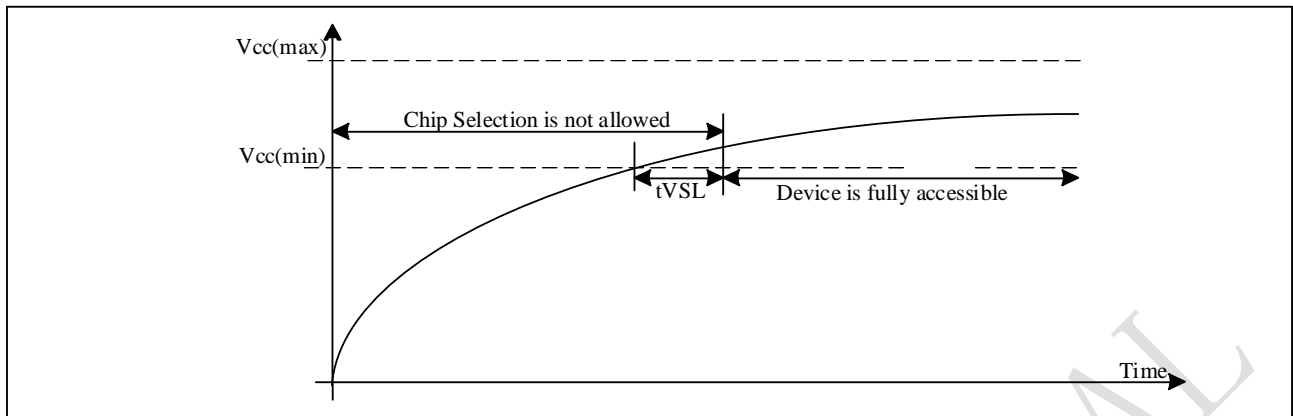 Vcc(max)
Chip Selection is not allowed
Vcc(min)
tVSL
Device is fully accessible
Time